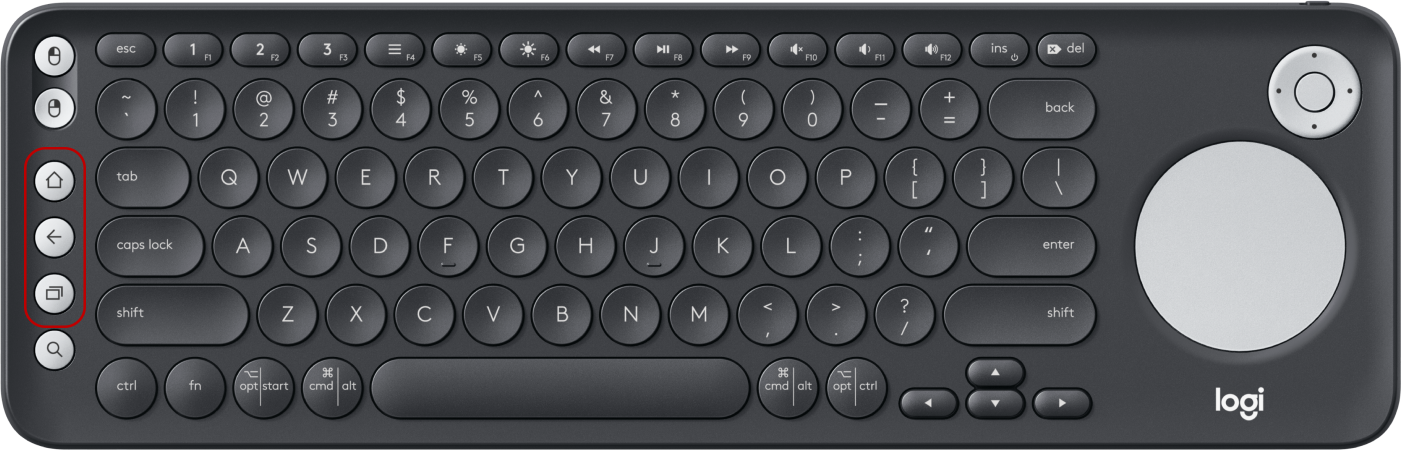 esc 1 F1 2 F2 3 F3 F4 F5 F6 F7 F8 F9 F10 F11 F12 ins del
~ ! @ # $ % ^ & * ( ) — +
` 1 2 3 4 5 6 7 8 9 0 - = back
tab Q W E R T Y U I O P { [ } ] | \
caps lock A S D F G H J K L : ; “ ‘ enter
shift Z X C V B N M < , > . ? / shift
ctrl fn ⌥ opt | start ⌘ cmd | alt ⌘ cmd | alt ⌥ opt | ctrl
logi